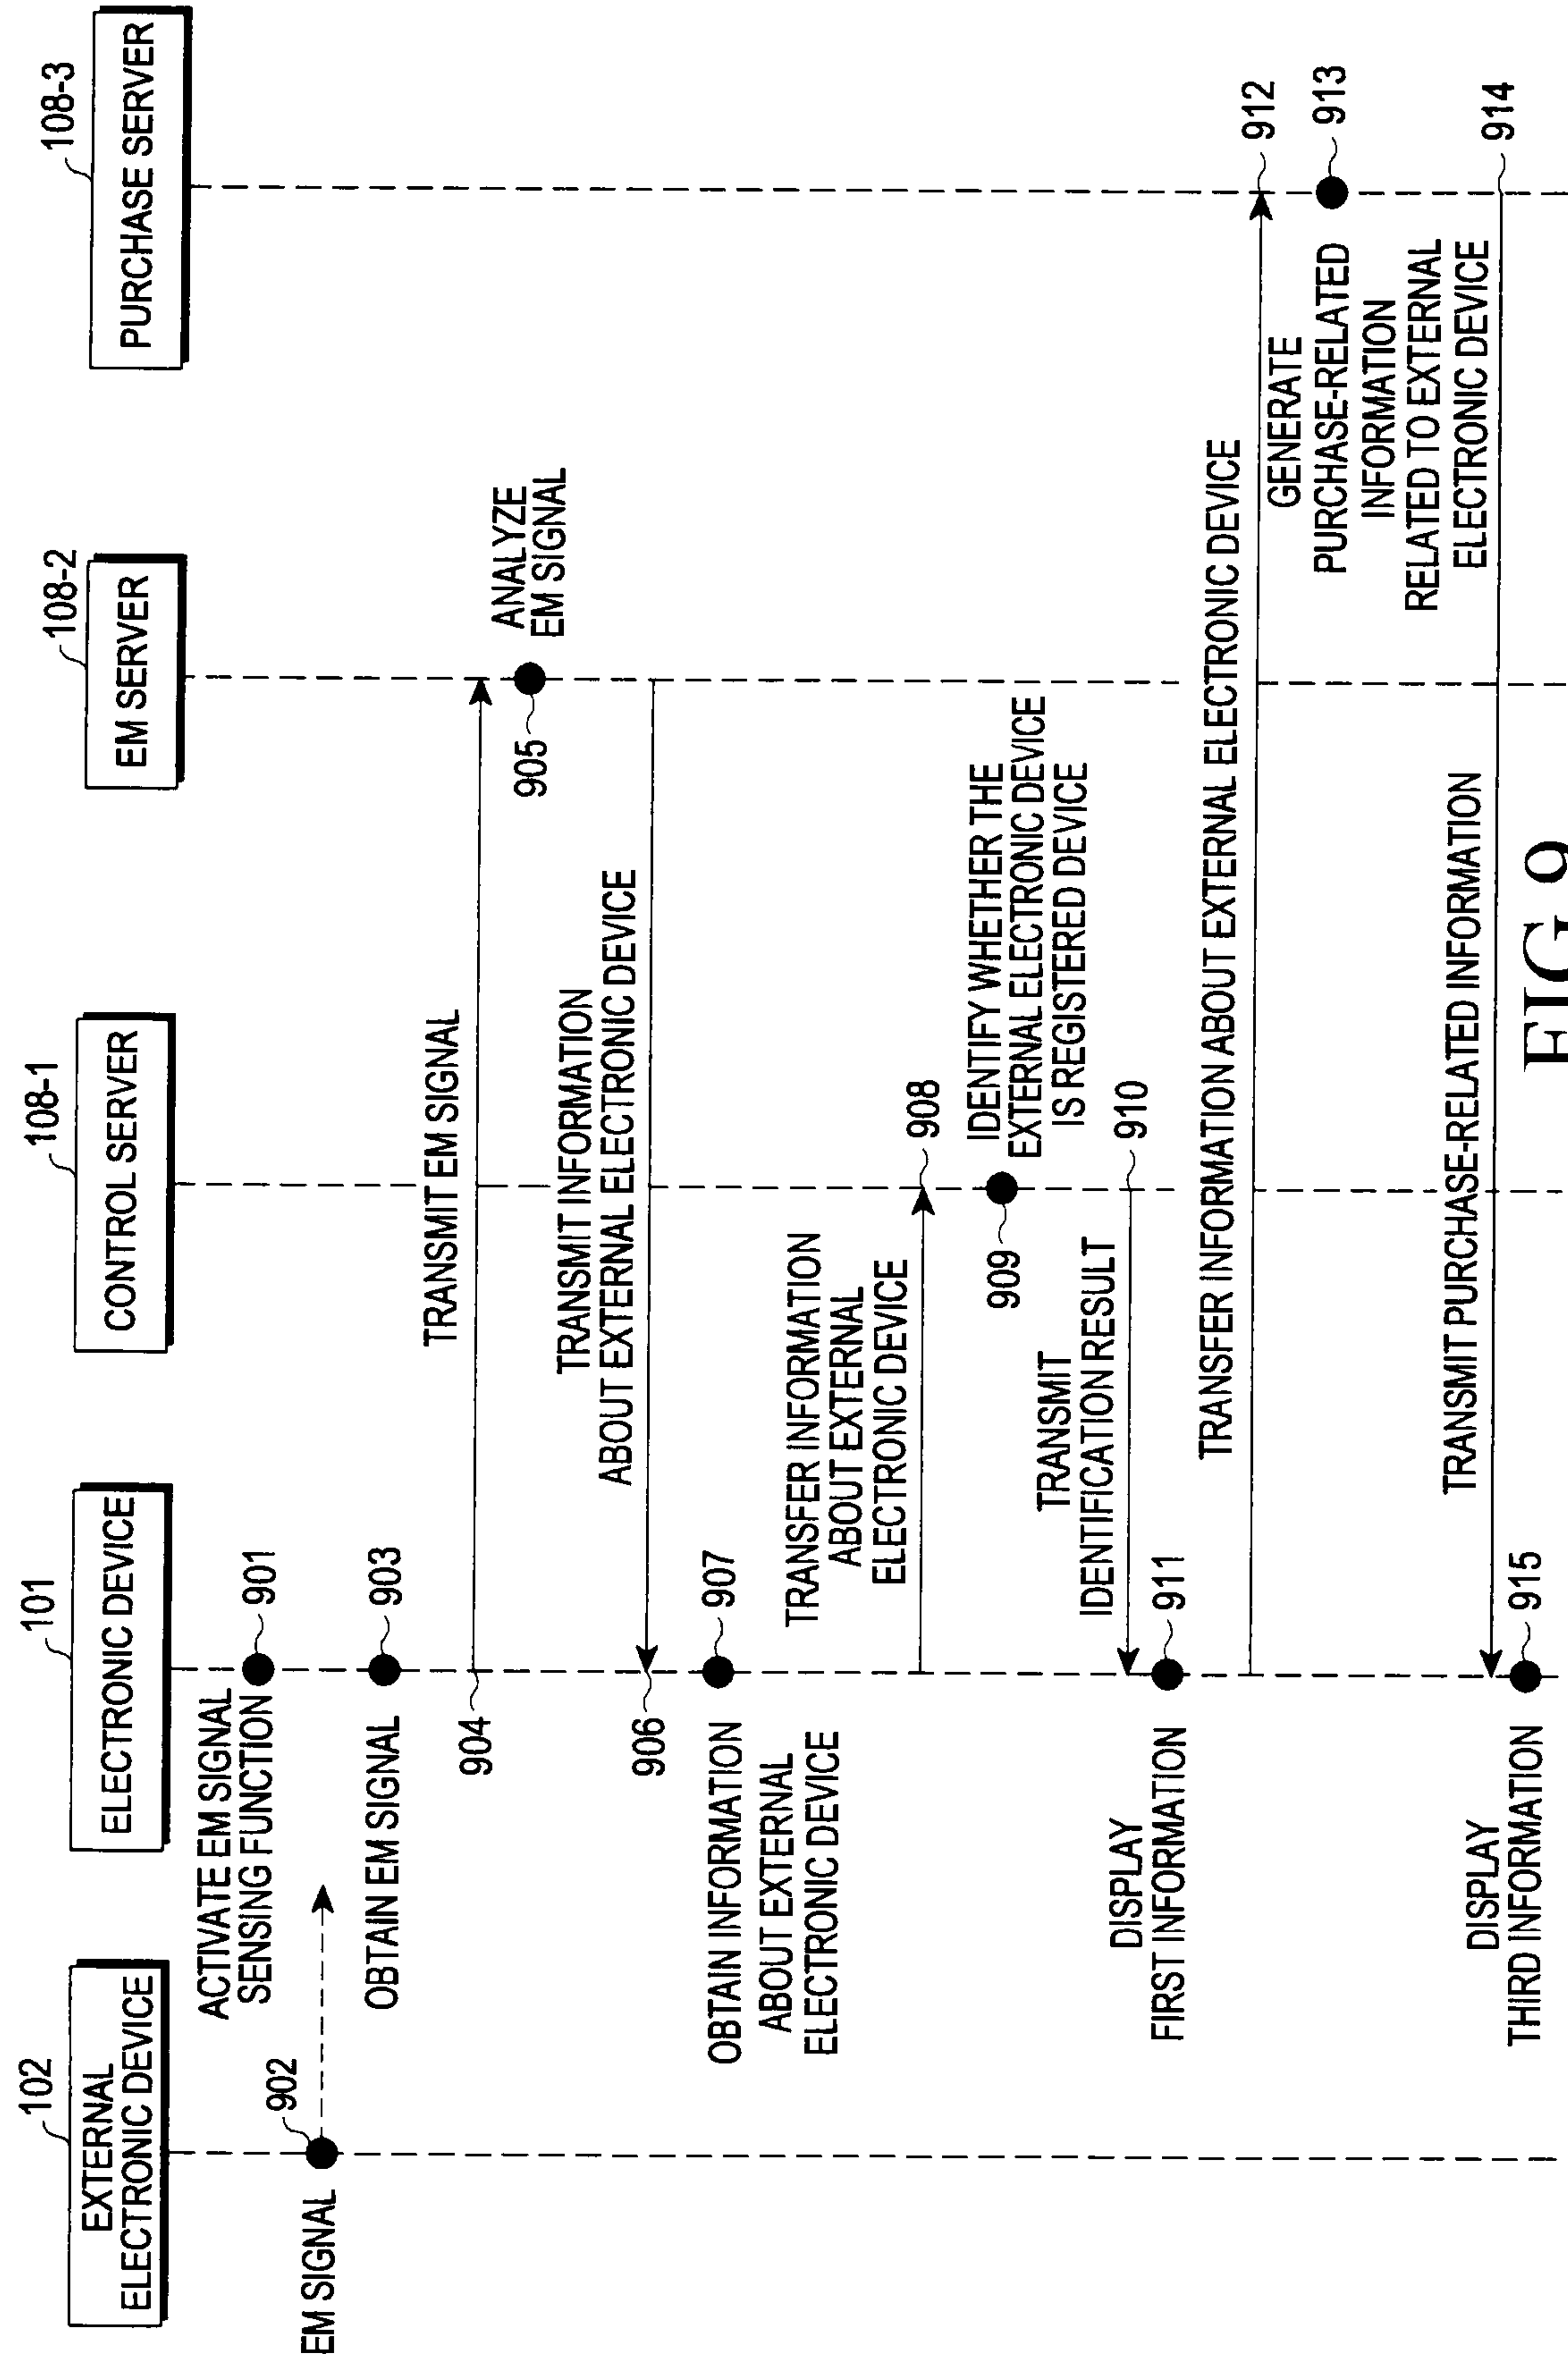 102
EXTERNAL
ELECTRONIC DEVICE
101
ELECTRONIC DEVICE
108-1
CONTROL SERVER
108-2
EM SERVER
108-3
PURCHASE SERVER
ACTIVATE EM SIGNAL
SENSING FUNCTION
901
EM SIGNAL
902
OBTAIN EM SIGNAL
903
TRANSMIT EM SIGNAL
904
ANALYZE
EM SIGNAL
905
TRANSMIT INFORMATION
ABOUT EXTERNAL ELECTRONIC DEVICE
906
OBTAIN INFORMATION
ABOUT EXTERNAL
ELECTRONIC DEVICE
907
TRANSFER INFORMATION
ABOUT EXTERNAL
ELECTRONIC DEVICE
908
IDENTIFY WHETHER THE
EXTERNAL ELECTRONIC DEVICE
IS REGISTERED DEVICE
909
TRANSMIT
IDENTIFICATION RESULT
910
DISPLAY
FIRST INFORMATION
911
TRANSFER INFORMATION ABOUT EXTERNAL ELECTRONIC DEVICE
912
GENERATE
PURCHASE-RELATED
INFORMATION
RELATED TO EXTERNAL
ELECTRONIC DEVICE
913
TRANSMIT PURCHASE-RELATED INFORMATION
914
DISPLAY
THIRD INFORMATION
915
FIG.9